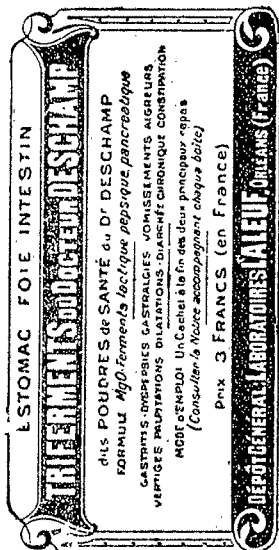 ESTOMAC FOIE INTESTIN
TRIFERMENTS DU DOCTEUR DESCHAMP
dits POUDRES de SANTÉ du Dr DESCHAMP
FORMULE MgO. Ferments lactique pepsique, pancreatique
GASTRITES-DYSPEPSIES GASTRALGIES VOMISSEMENTS AIGREURS
VERTIGES PALPITATIONS DILATATIONS-DIARRHÉE CHRONIQUE CONSTIPATION
MODE d'EMPLOI Un Cachet à la fin des deux principaux repas
(Consulter la Notice accompagnant chaque boîte)
Prix 3 FRANCS (en France)
DÉPÔT GÉNÉRAL-LABORATOIRES LALEUF ORLÉANS (France)